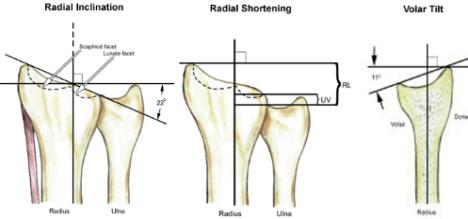 Radial Inclination
Scaphoid facet
Lunate facet
22°
Radius
Ulna
Radial Shortening
RL
UV
Radius
Ulna
Volar Tilt
11°
Volar
Radius